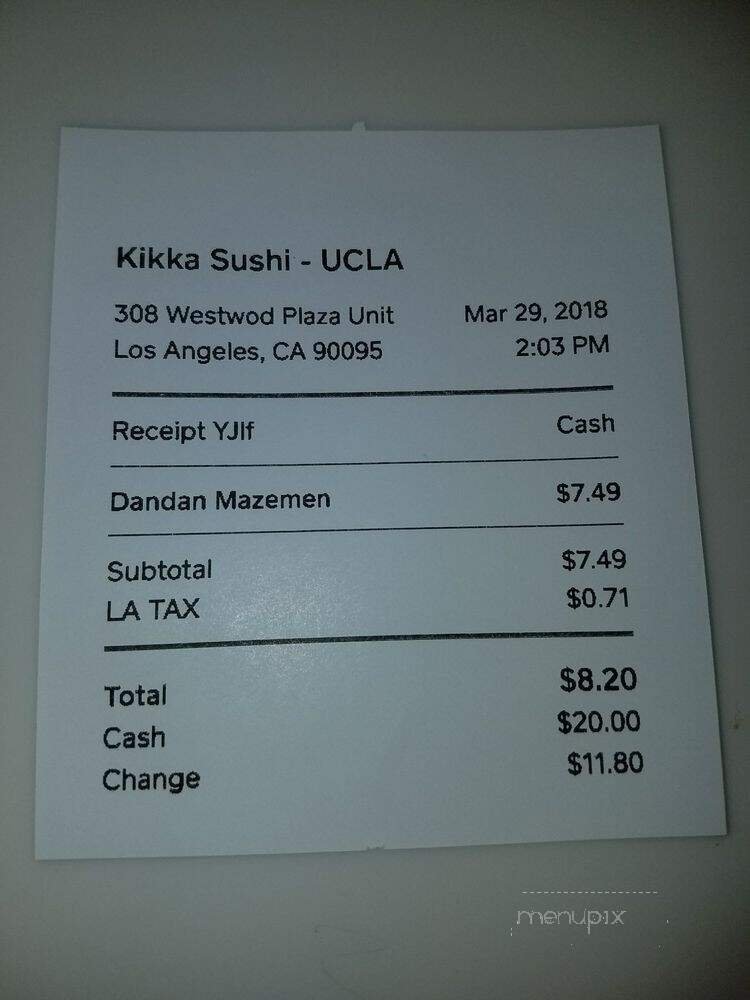 Kikka Sushi - UCLA
308 Westwod Plaza Unit Mar 29, 2018
Los Angeles, CA 90095 2:03 PM
Receipt YJIf Cash
Dandan Mazemen $7.49
Subtotal $7.49
LA TAX $0.71
Total $8.20
Cash $20.00
Change $11.80
menupix